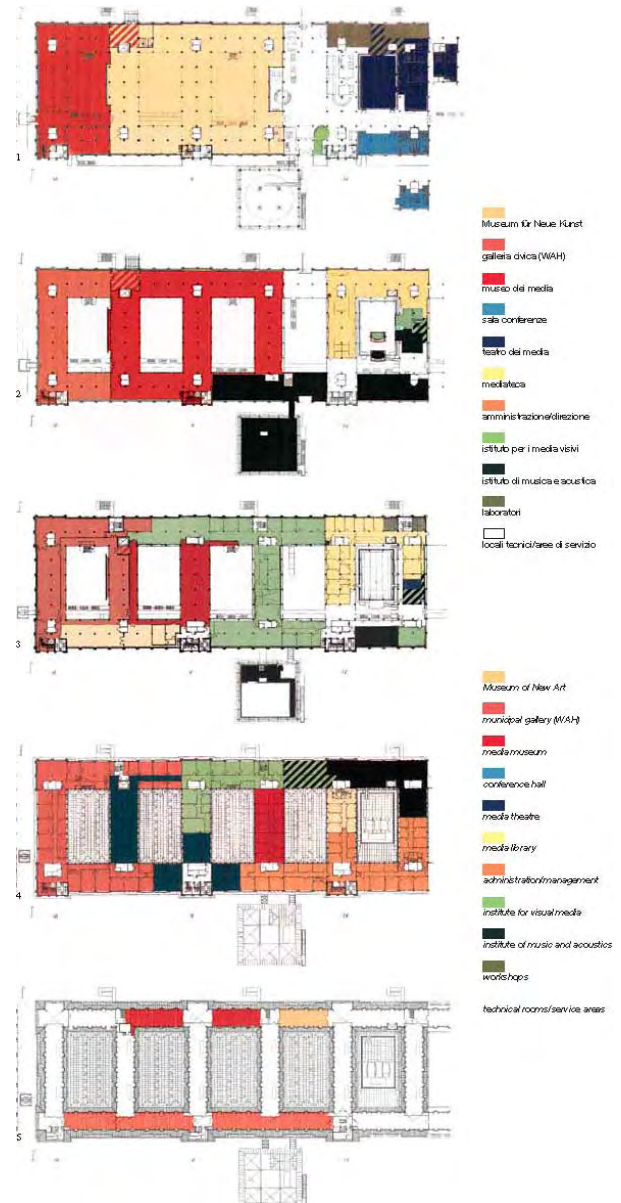 1
2
3
4
5
Museum für Neue Kunst
galleria civica (WAH)
museo dei media
sala conferenze
teatro dei media
mediateca
amministrazione/direzione
istituto per i media visivi
istituto di musica e acustica
laboratori
locali tecnici/aree di servizio
Museum of New Art
municipal gallery (WAH)
media museum
conference hall
media theatre
media library
administration/management
institute for visual media
institute of music and acoustics
workshops
technical rooms/service areas